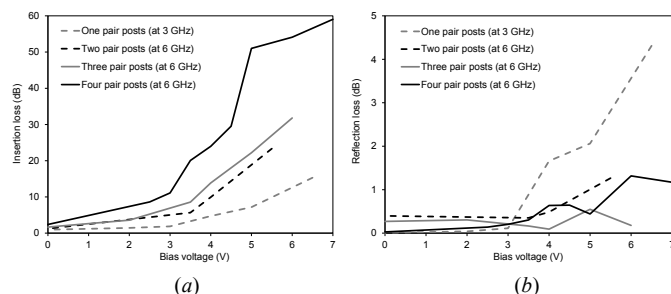 60
50
40
30
20
10
0
Insertion loss (dB)
One pair posts (at 3 GHz)
Two pair posts (at 6 GHz)
Three pair posts (at 6 GHz)
Four pair posts (at 6 GHz)
0 1 2 3 4 5 6 7
Bias voltage (V)
(a)
5
4
3
2
1
0
Reflection loss (dB)
One pair posts (at 3 GHz)
Two pair posts (at 6 GHz)
Three pair posts (at 6 GHz)
Four pair posts (at 6 GHz)
0 1 2 3 4 5 6 7
Bias voltage (V)
(b)